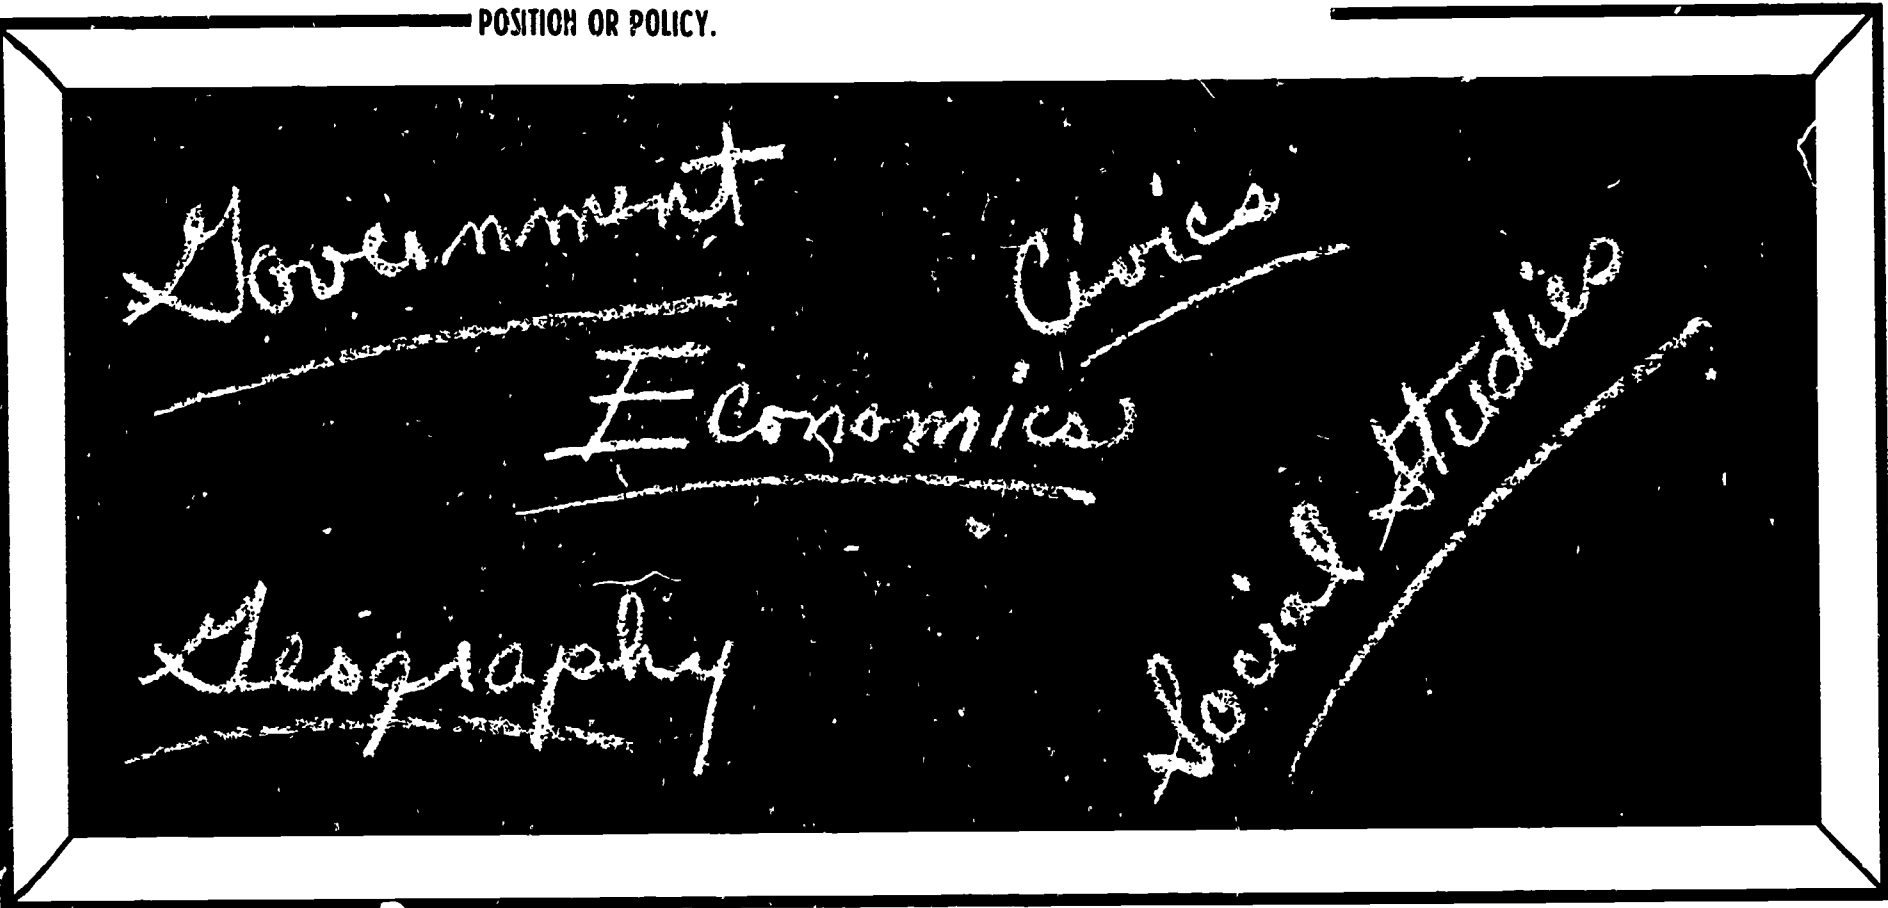 POSITION OR POLICY.
Government
Civics
Economics
Social Studies
Geography